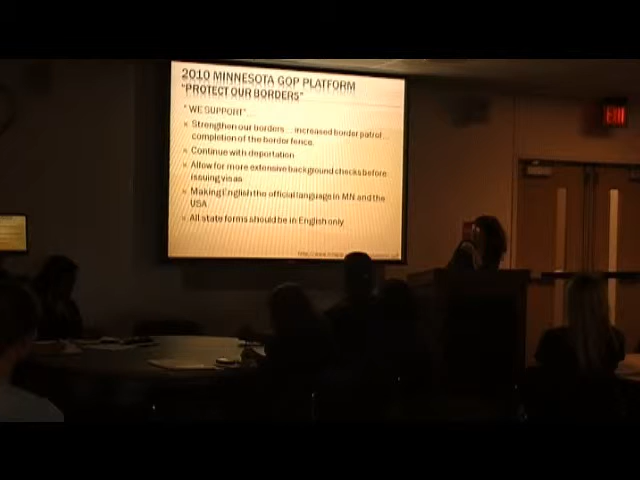 2010 MINNESOTA GOP PLATFORM
"PROTECT OUR BORDERS"
" WE SUPPORT"...
Strengthen our borders... increased border patrol...
completion of the border fence.
Continue with deportation
Allow for more extensive background checks before
issuing visas
Making English the official language in MN and the
USA
All state forms should be in English only
EXIT